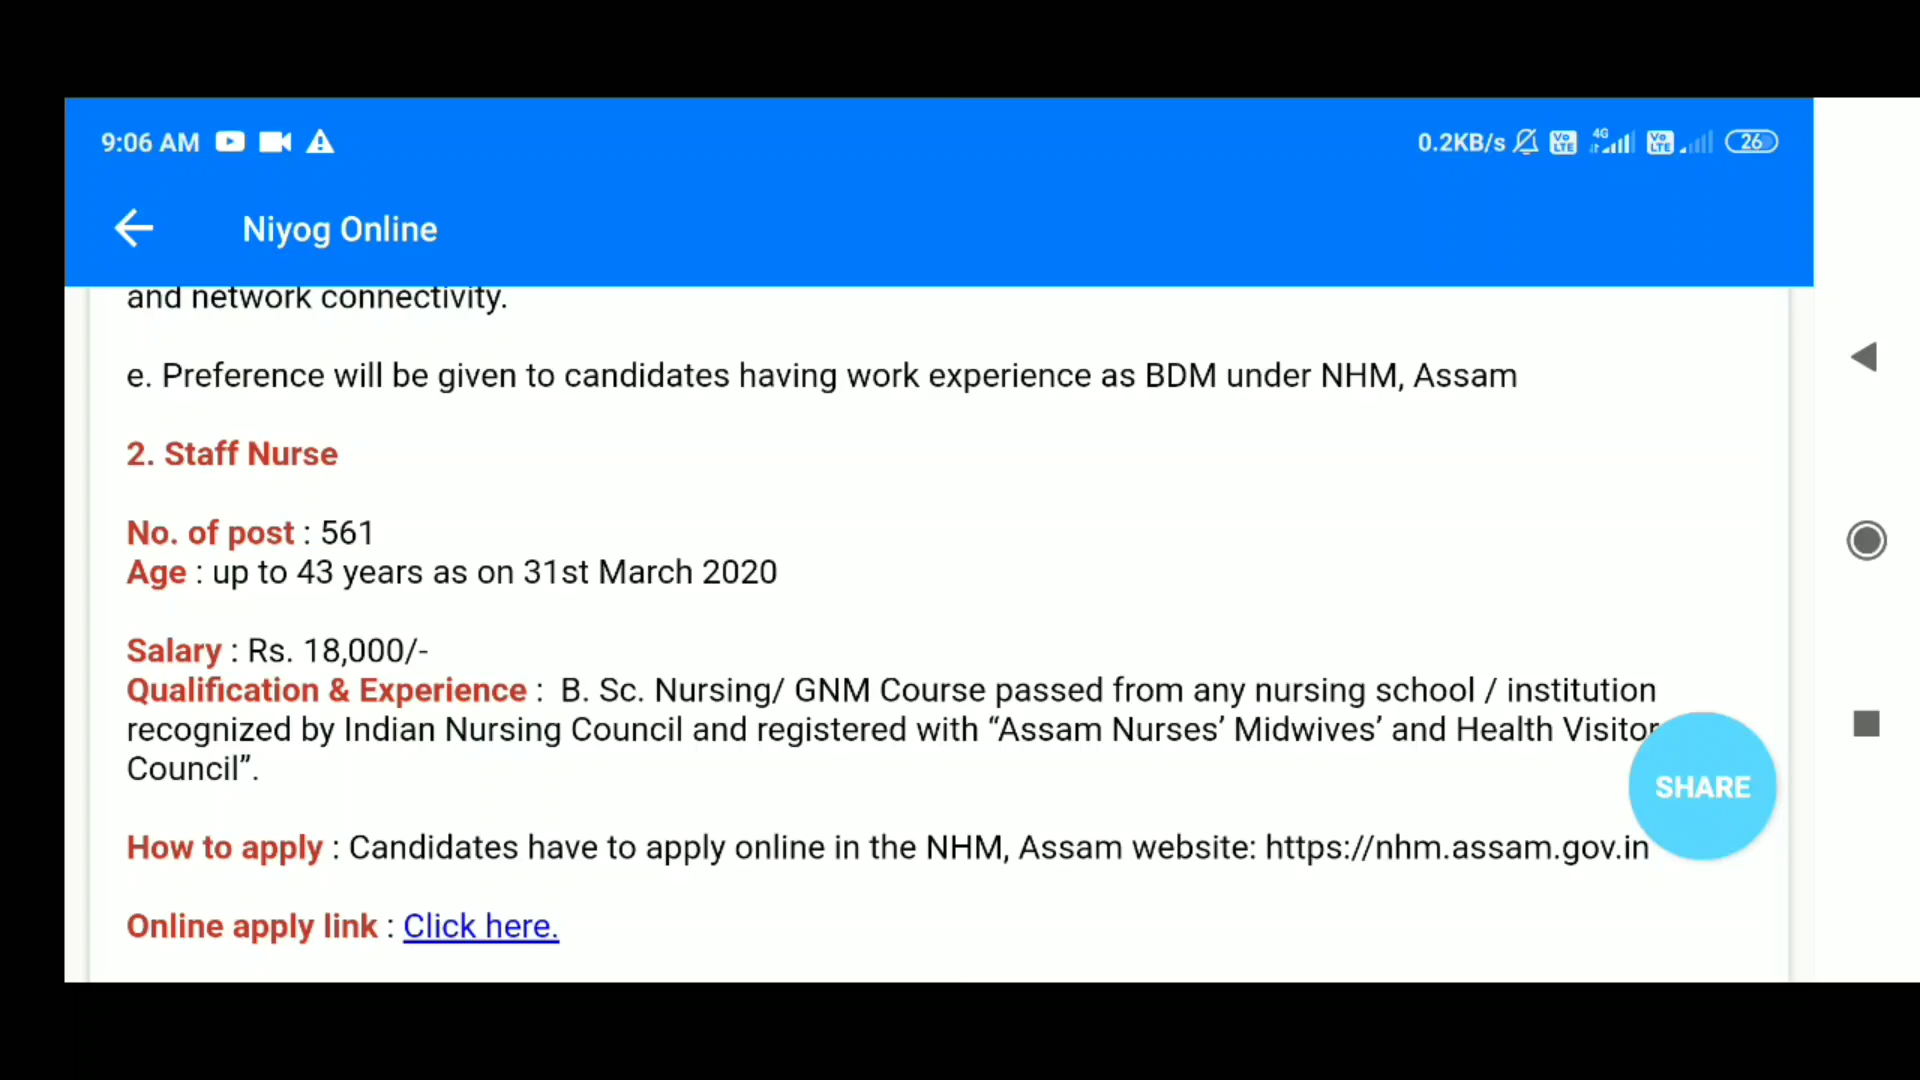 9:06 AM
0.2KB/s
Vo LTE
4G
Vo LTE
26
Niyog Online
and network connectivity.
e. Preference will be given to candidates having work experience as BDM under NHM, Assam
2. Staff Nurse
No. of post : 561
Age : up to 43 years as on 31st March 2020
Salary : Rs. 18,000/-
Qualification & Experience :  B. Sc. Nursing/ GNM Course passed from any nursing school / institution
recognized by Indian Nursing Council and registered with “Assam Nurses’ Midwives’ and Health Visitor
Council”.
SHARE
How to apply : Candidates have to apply online in the NHM, Assam website: https://nhm.assam.gov.in
Online apply link : Click here.